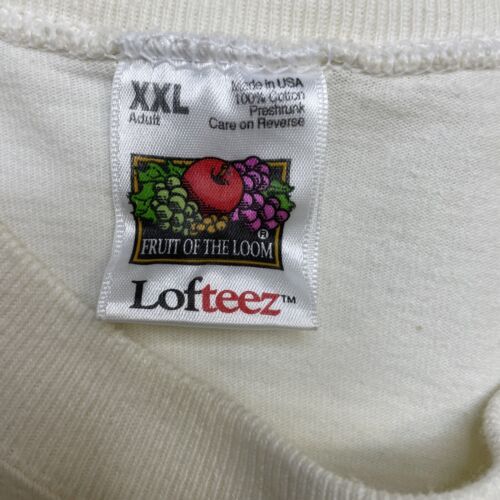 XXL
Adult
Made in USA
100% Cotton
Preshrunk
Care on Reverse
FRUIT OF THE LOOM®
Lofteez™